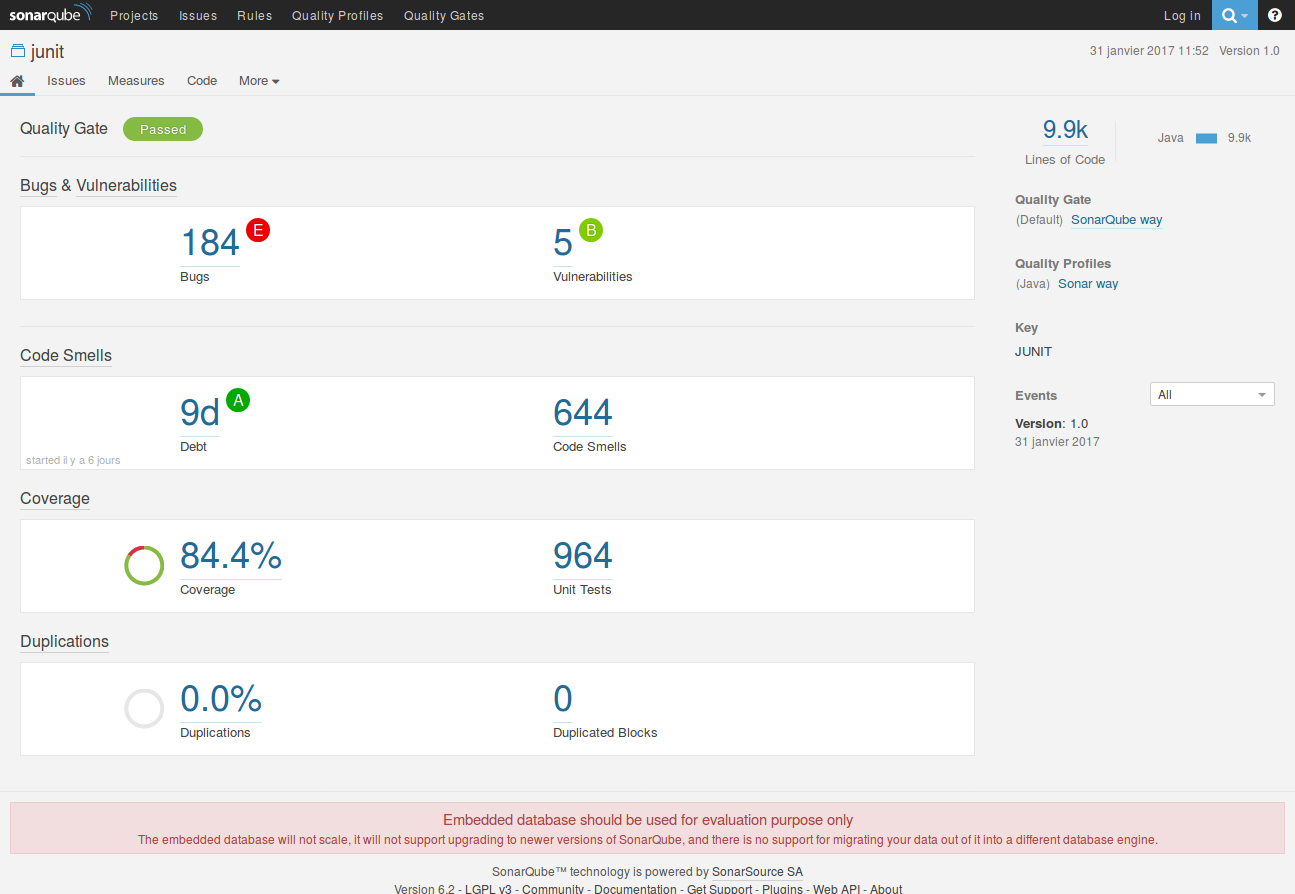 sonarqube Projects Issues Rules Quality Profiles Quality Gates Log in
junit 31 janvier 2017 11:52 Version 1.0
Issues Measures Code More
Quality Gate Passed
9.9k
Lines of Code
Java 9.9k
Bugs & Vulnerabilities
184 E
Bugs
5 B
Vulnerabilities
Code Smells
9d A
Debt
started il y a 6 jours
644
Code Smells
Coverage
84.4%
Coverage
964
Unit Tests
Duplications
0.0%
Duplications
0
Duplicated Blocks
Quality Gate
(Default) SonarQube way
Quality Profiles
(Java) Sonar way
Key
JUNIT
Events All
Version: 1.0
31 janvier 2017
Embedded database should be used for evaluation purpose only
The embedded database will not scale, it will not support upgrading to newer versions of SonarQube, and there is no support for migrating your data out of it into a different database engine.
SonarQube™ technology is powered by SonarSource SA
Version 6.2 - LGPL v3 - Community - Documentation - Get Support - Plugins - Web API - About